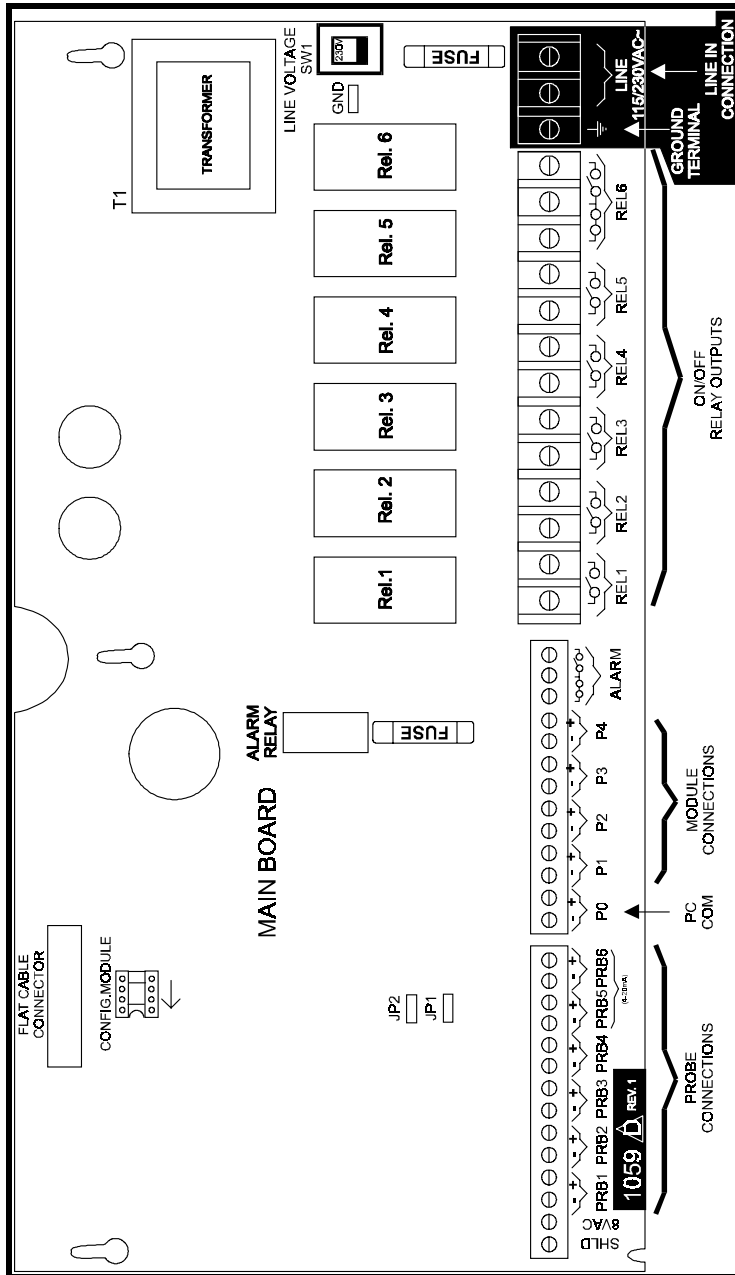 FLAT CABLE
CONNECTOR
CONFIG.MODULE
MAIN BOARD
ALARM
RELAY
FUSE
JP2
JP1
T1
TRANSFORMER
LINE VOLTAGE
SW1
230V
GND
FUSE
Rel.1
Rel. 2
Rel. 3
Rel. 4
Rel. 5
Rel. 6
SHLD
8VAC
- + - + - + - + - + - +
PRB1 PRB2 PRB3 PRB4 PRB5 PRB6
(4-20mA)
1059 D REV. 1
- + - + - + - + - +
P0 P1 P2 P3 P4
ALARM
REL1 REL2 REL3 REL4 REL5 REL6
LINE
115/230VAC~
PROBE
CONNECTIONS
PC
COM
MODULE
CONNECTIONS
ON/OFF
RELAY OUTPUTS
GROUND
TERMINAL
LINE IN
CONNECTION